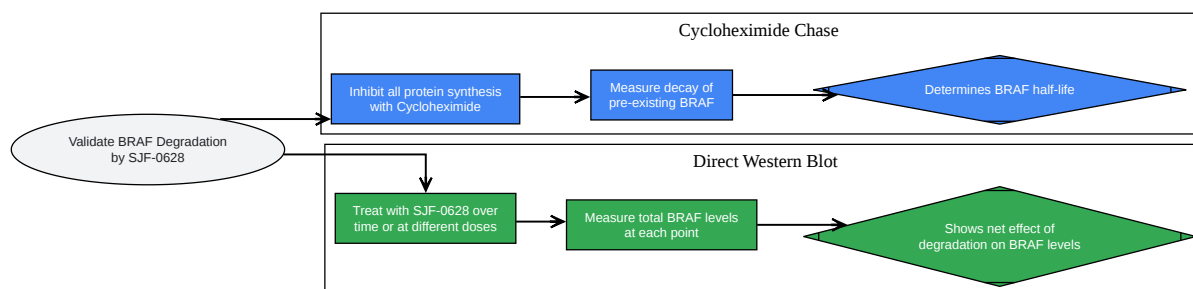 Cycloheximide Chase
Inhibit all protein synthesis
with Cycloheximide
Measure decay of
pre-existing BRAF
Determines BRAF half-life
Validate BRAF Degradation
by SJF-0628
Direct Western Blot
Treat with SJF-0628 over
time or at different doses
Measure total BRAF levels
at each point
Shows net effect of
degradation on BRAF levels